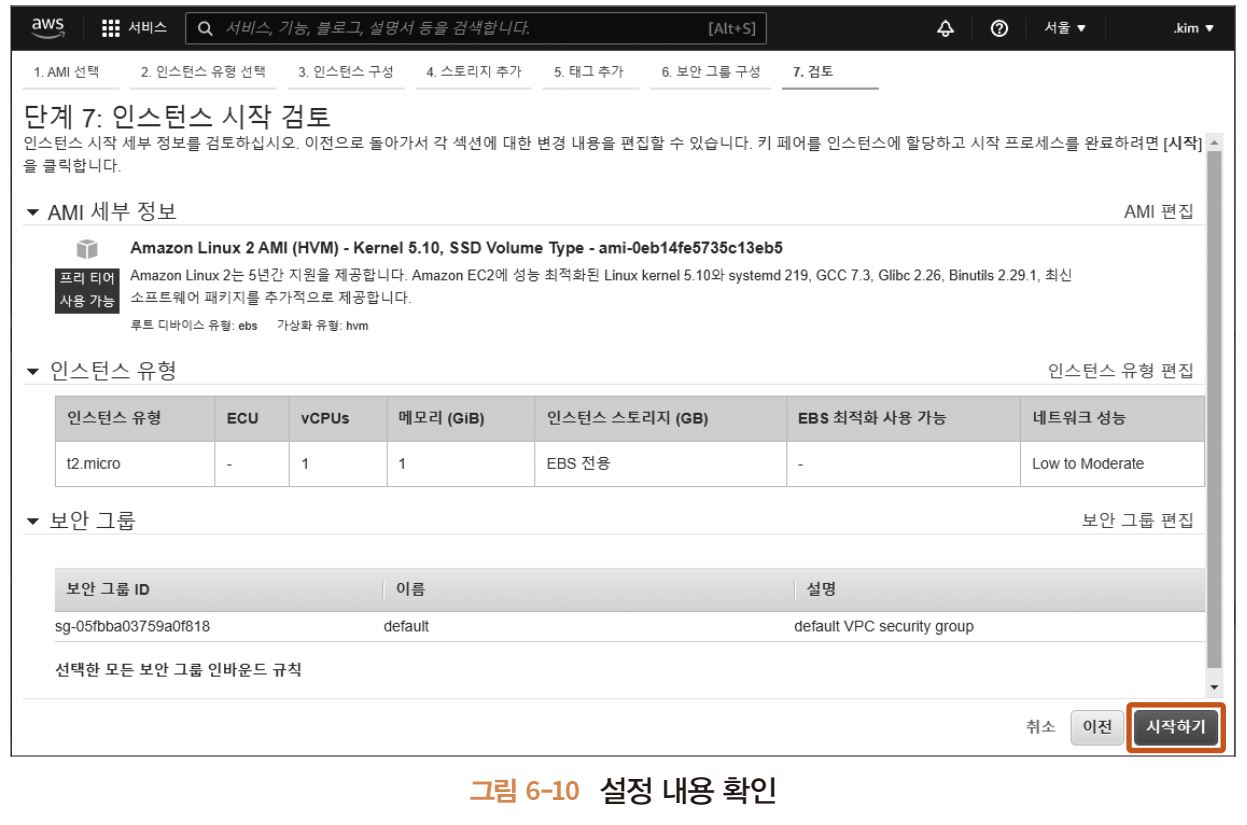 aws 서비스 서비스, 기능, 블로그, 설명서 등을 검색합니다. [Alt+S] 서울 ▼ .kim ▼
1. AMI 선택 2. 인스턴스 유형 선택 3. 인스턴스 구성 4. 스토리지 추가 5. 태그 추가 6. 보안 그룹 구성 7. 검토
단계 7: 인스턴스 시작 검토
인스턴스 시작 세부 정보를 검토하십시오. 이전으로 돌아가서 각 섹션에 대한 변경 내용을 편집할 수 있습니다. 키 페어를 인스턴스에 할당하고 시작 프로세스를 완료하려면 [시작]
을 클릭합니다.
AMI 세부 정보 AMI 편집
Amazon Linux 2 AMI (HVM) - Kernel 5.10, SSD Volume Type - ami-0eb14fe5735c13eb5
프리 티어 Amazon Linux 2는 5년간 지원을 제공합니다. Amazon EC2에 성능 최적화된 Linux kernel 5.10와 systemd 219, GCC 7.3, Glibc 2.26, Binutils 2.29.1, 최신
사용 가능 소프트웨어 패키지를 추가적으로 제공합니다.
루트 디바이스 유형: ebs 가상화 유형: hvm
인스턴스 유형 인스턴스 유형 편집
인스턴스 유형 ECU vCPUs 메모리 (GiB) 인스턴스 스토리지 (GB) EBS 최적화 사용 가능 네트워크 성능
t2.micro - 1 1 EBS 전용 - Low to Moderate
보안 그룹 보안 그룹 편집
보안 그룹 ID 이름 설명
sg-05fbba03759a0f818 default default VPC security group
선택한 모든 보안 그룹 인바운드 규칙
취소 이전 시작하기
그림 6-10 설정 내용 확인